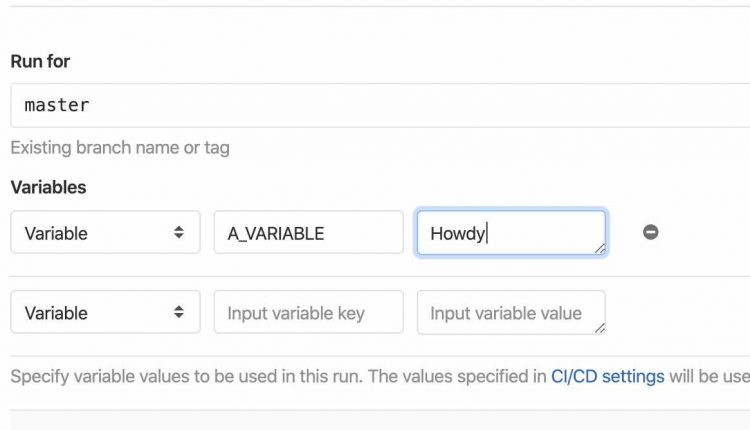 Run for
master
Existing branch name or tag
Variables
Variable A_VARIABLE Howdy
Variable Input variable key Input variable value
Specify variable values to be used in this run. The values specified in CI/CD settings will be use